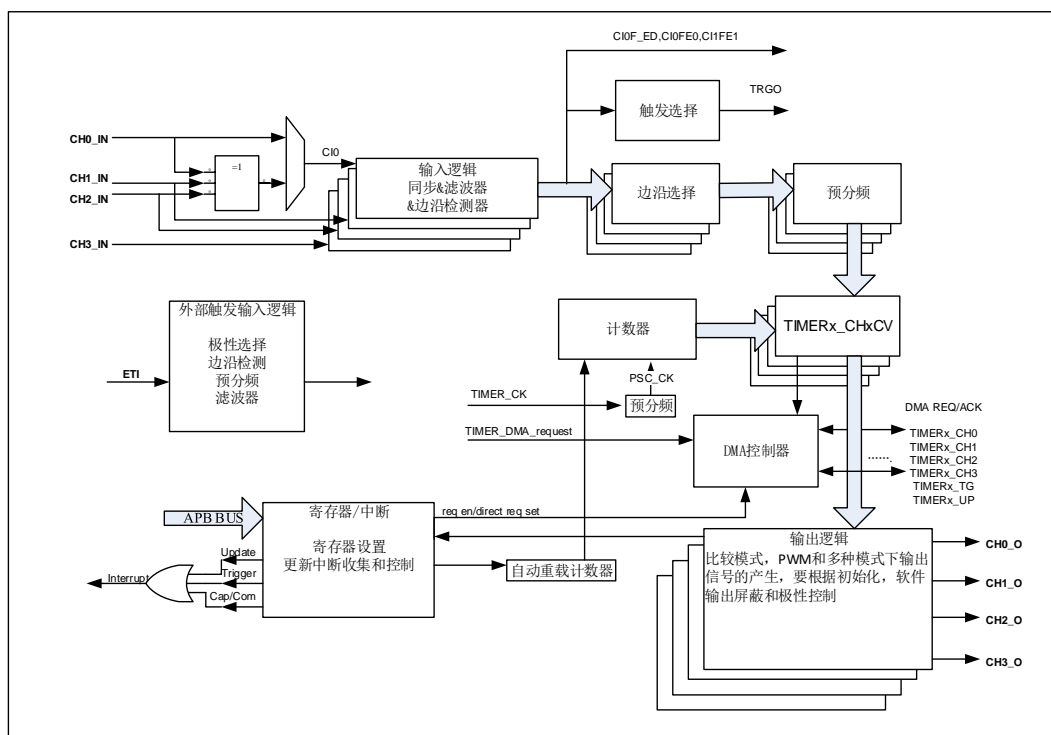 CI0F_ED,CI0FE0,CI1FE1
TRGO
触发选择
CH0_IN
CH1_IN
CH2_IN
CH3_IN
=1
CI0
输入逻辑
同步&滤波器
&边沿检测器
边沿选择
预分频
外部触发输入逻辑
极性选择
边沿检测
预分频
滤波器
ETI
计数器
TIMERx_CHxCV
PSC_CK
TIMER_CK
预分频
TIMER_DMA_request
DMA控制器
DMA REQ/ACK
TIMERx_CH0
TIMERx_CH1
TIMERx_CH2
TIMERx_CH3
TIMERx_TG
TIMERx_UP
…….
APB BUS
寄存器/中断
寄存器设置
更新中断收集和控制
req en/direct req set
Update
Trigger
Cap/Com
Interrupt
自动重载计数器
输出逻辑
比较模式，PWM和多种模式下输出
信号的产生，要根据初始化，软件
输出屏蔽和极性控制
CH0_O
CH1_O
CH2_O
CH3_O